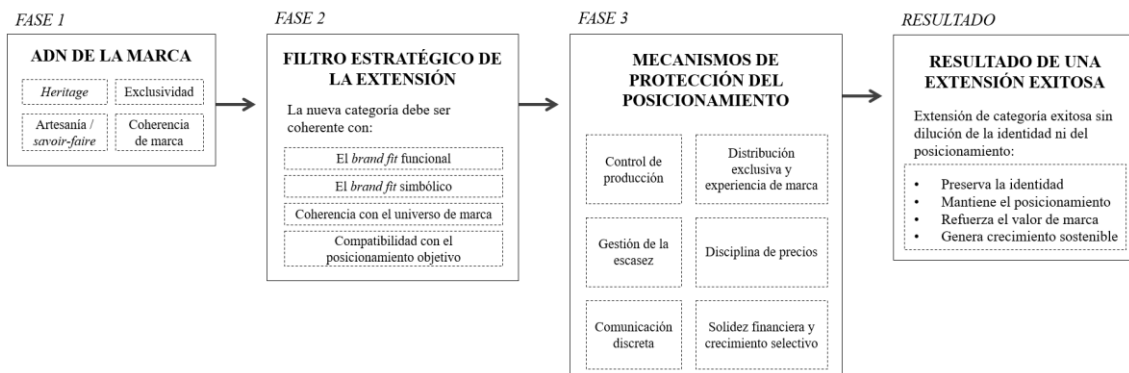 FASE 1
ADN DE LA MARCA
Heritage
Exclusividad
Artesanía /
savoir-faire
Coherencia
de marca
FASE 2
FILTRO ESTRATÉGICO DE
LA EXTENSIÓN
La nueva categoría debe ser
coherente con:
El brand fit funcional
El brand fit simbólico
Coherencia con el universo de marca
Compatibilidad con el
posicionamiento objetivo
FASE 3
MECANISMOS DE
PROTECCIÓN DEL
POSICIONAMIENTO
Control de
producción
Distribución
exclusiva y
experiencia de marca
Gestión de la
escasez
Disciplina de precios
Comunicación
discreta
Solidez financiera y
crecimiento selectivo
RESULTADO
RESULTADO DE UNA
EXTENSIÓN EXITOSA
Extensión de categoría exitosa sin
dilución de la identidad ni del
posicionamiento:
• Preserva la identidad
• Mantiene el posicionamiento
• Refuerza el valor de marca
• Genera crecimiento sostenible